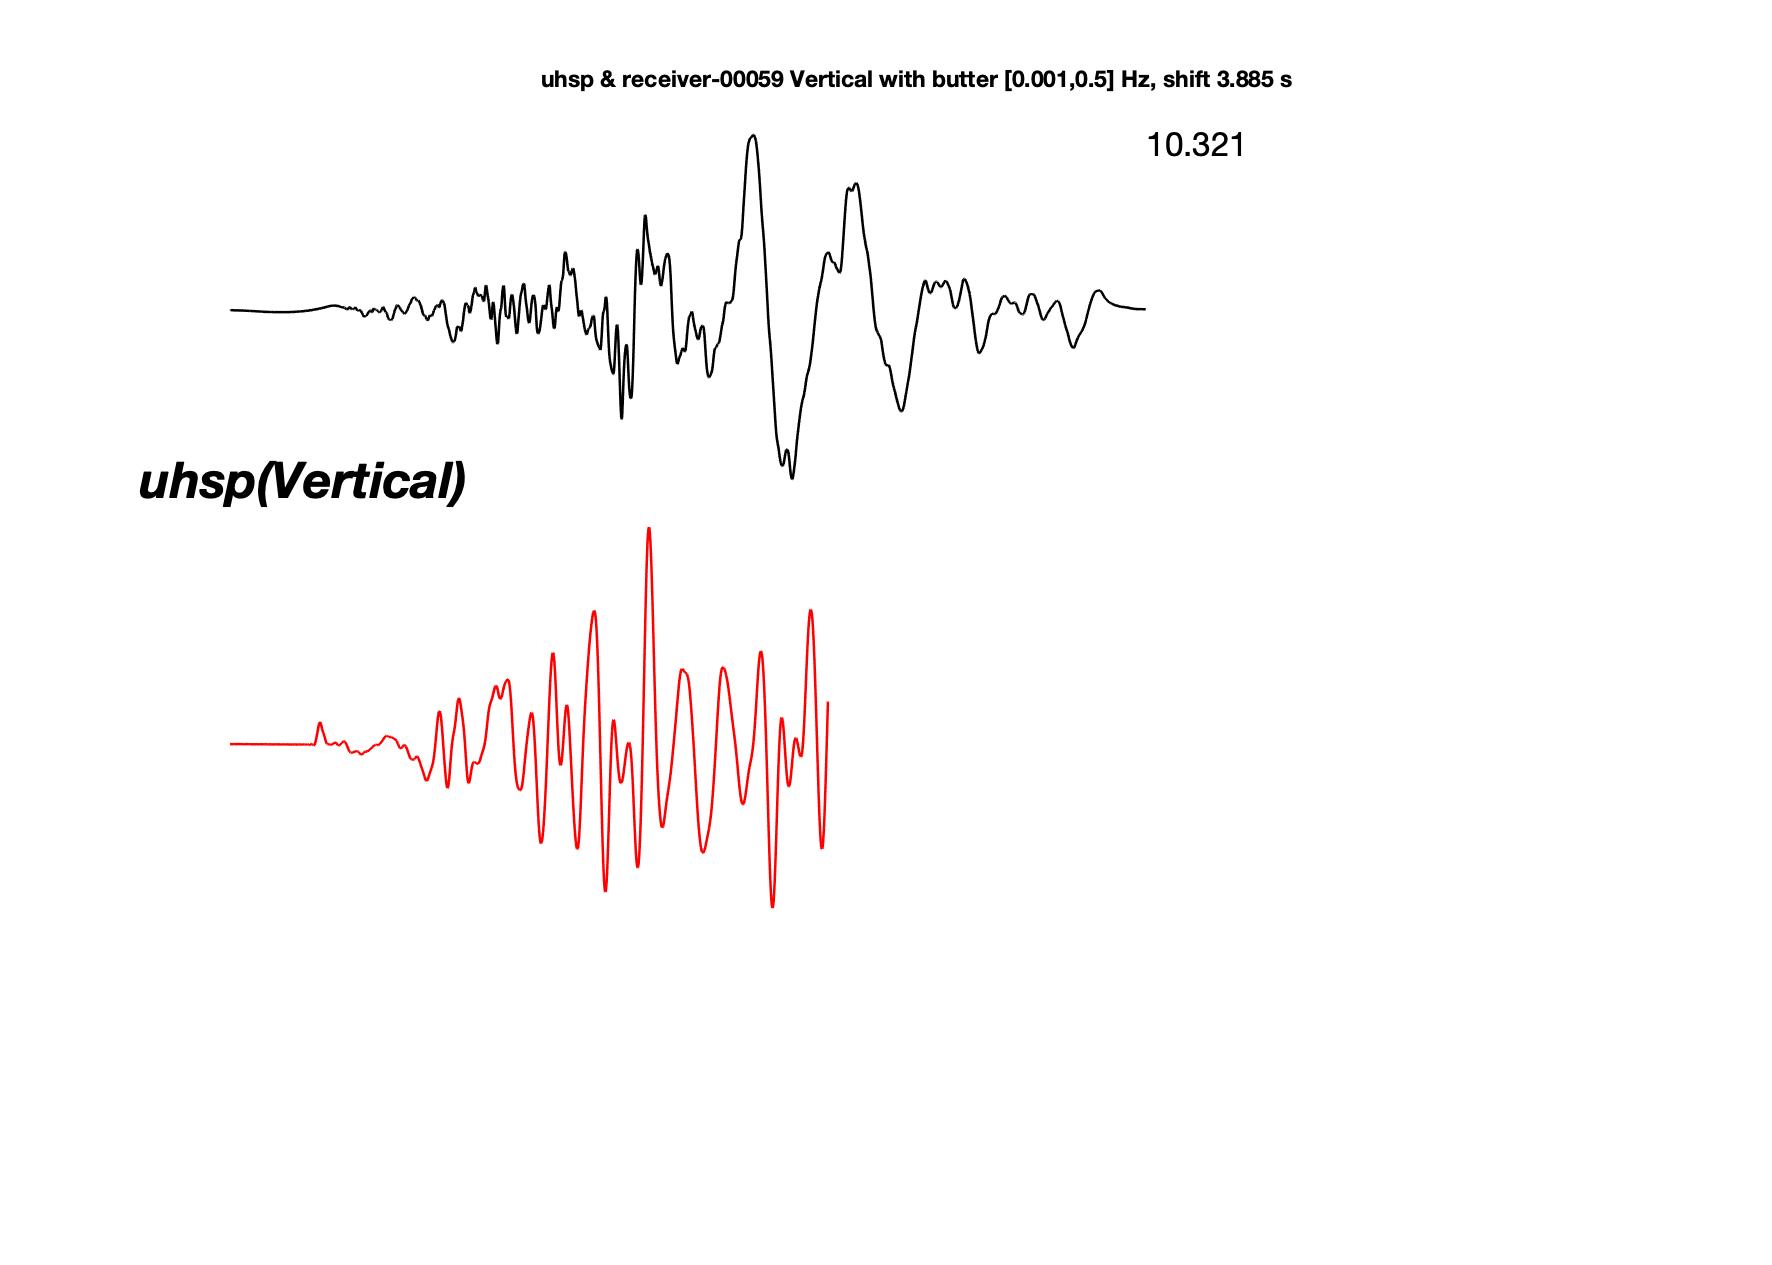 uhsp & receiver-00059 Vertical with butter [0.001,0.5] Hz, shift 3.885 s
10.321
uhsp(Vertical)